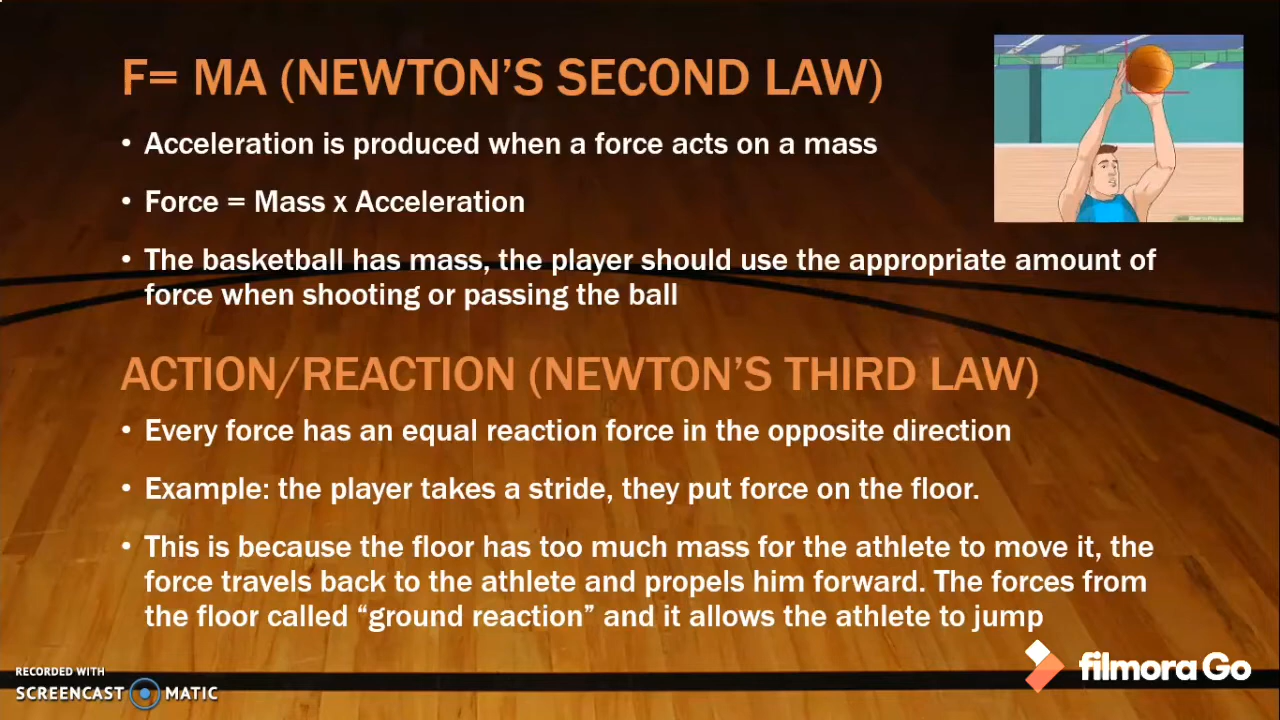 F= MA (NEWTON’S SECOND LAW)
• Acceleration is produced when a force acts on a mass
• Force = Mass x Acceleration
• The basketball has mass, the player should use the appropriate amount of
force when shooting or passing the ball
ACTION/REACTION (NEWTON’S THIRD LAW)
• Every force has an equal reaction force in the opposite direction
• Example: the player takes a stride, they put force on the floor.
• This is because the floor has too much mass for the athlete to move it, the
force travels back to the athlete and propels him forward. The forces from
the floor called “ground reaction” and it allows the athlete to jump
RECORDED WITH
SCREENCAST MATIC
filmora Go